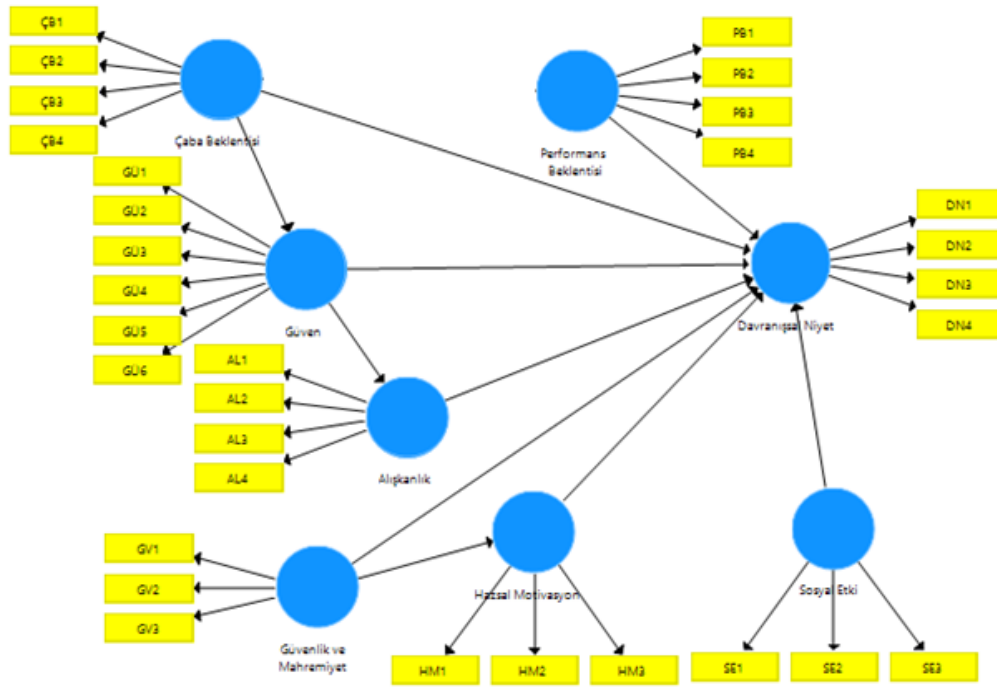 ÇB1
ÇB2
ÇB3
ÇB4
Çaba Beklentisi
PB1
PB2
PB3
PB4
Performans
Beklentisi
GÜ1
GÜ2
GÜ3
GÜ4
GÜ5
GÜ6
Güven
DN1
DN2
DN3
DN4
Davranışsal Niyet
AL1
AL2
AL3
AL4
Alışkanlık
GV1
GV2
GV3
Güvenlik ve
Mahremiyet
Hazsal Motivasyon
HM1
HM2
HM3
Sosyal Etki
SE1
SE2
SE3